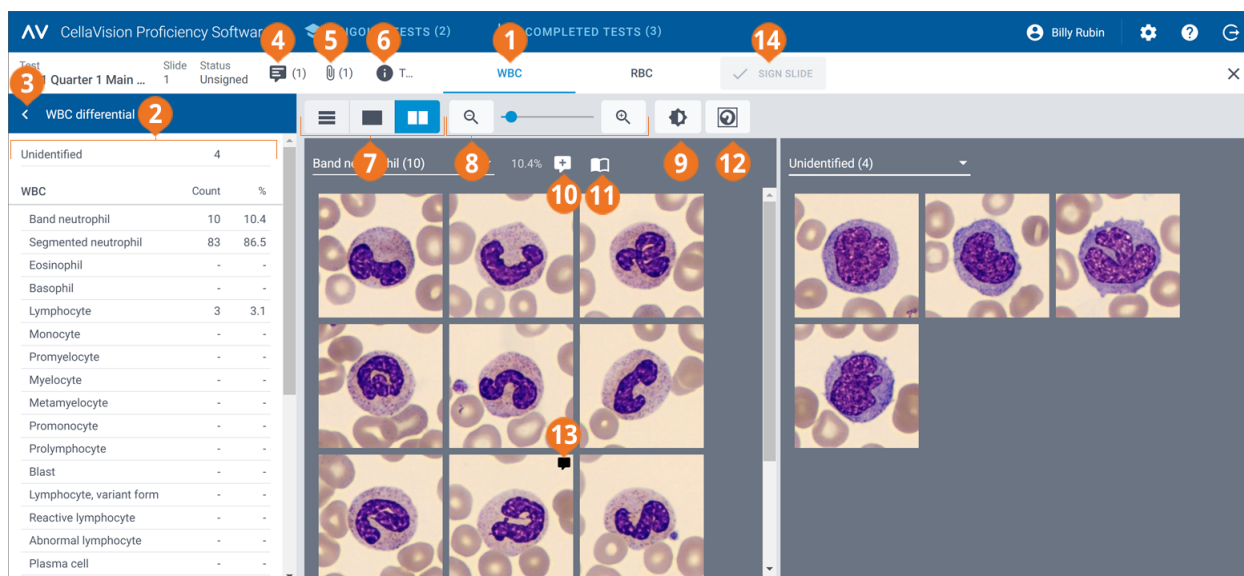 CellaVision Proficiency Software
TESTS (2)
COMPLETED TESTS (3)
Billy Rubin
4
5
6
1
14
Test
1 Quarter 1 Main ...
Slide
1
Status
Unsigned
(1)
(1)
T...
WBC
RBC
SIGN SLIDE
3
WBC differential
2
7
8
9
12
10
11
13
Unidentified 4
WBC Count %
Band neutrophil 10 10.4
Segmented neutrophil 83 86.5
Eosinophil - -
Basophil - -
Lymphocyte 3 3.1
Monocyte - -
Promyelocyte - -
Myelocyte - -
Metamyelocyte - -
Promonocyte - -
Prolymphocyte - -
Blast - -
Lymphocyte, variant form - -
Reactive lymphocyte - -
Abnormal lymphocyte - -
Plasma cell - -
Band neutrophil (10)
10.4%
Unidentified (4)